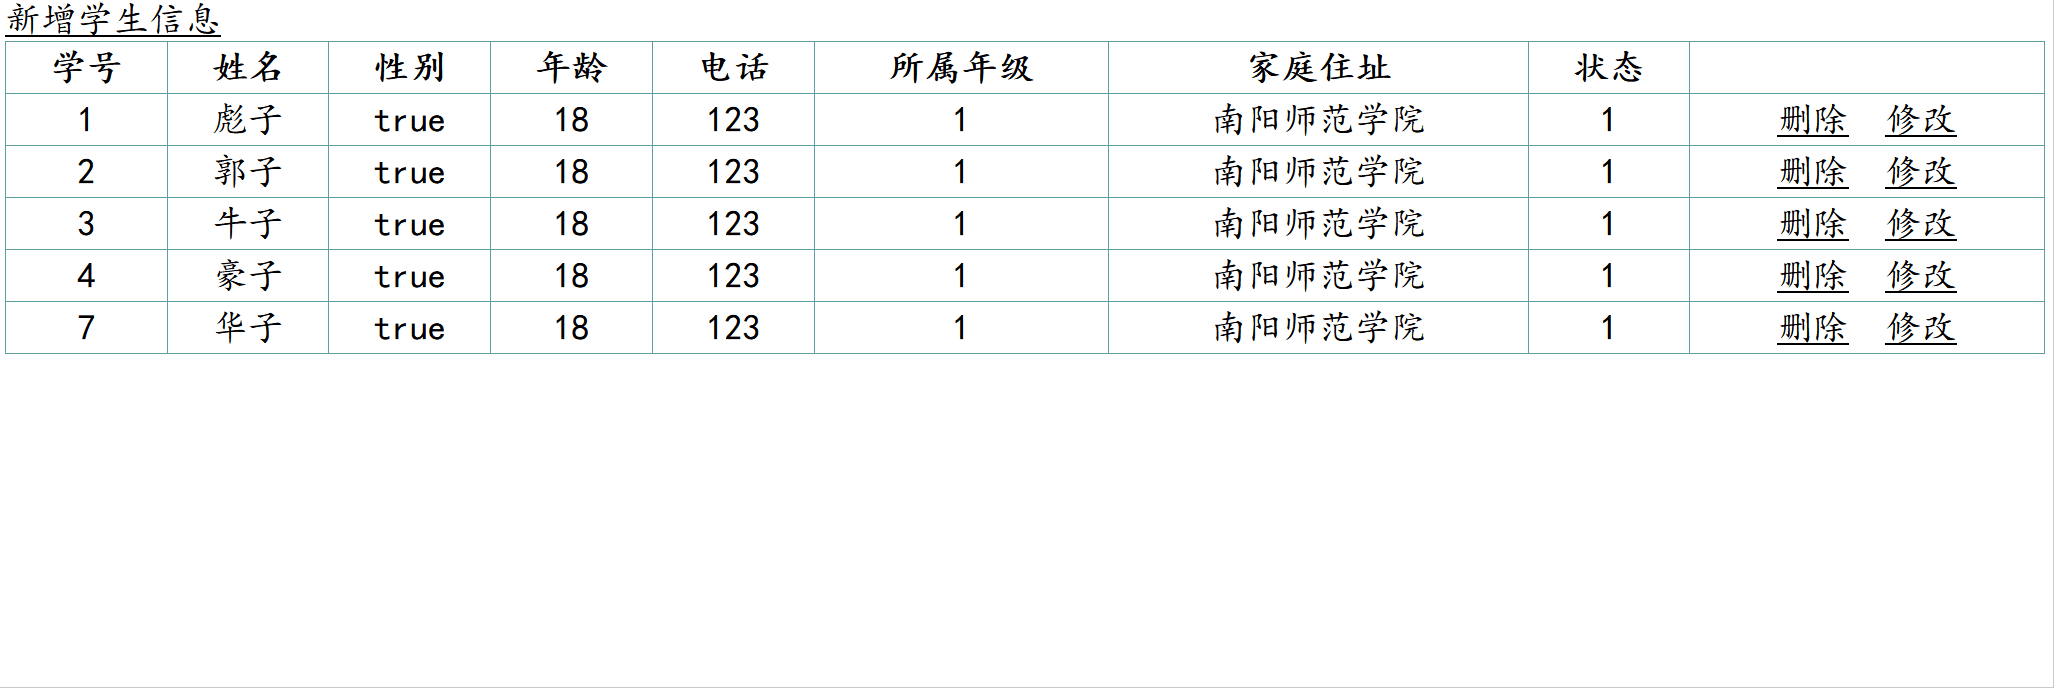 新增学生信息
学号 姓名 性别 年龄 电话 所属年级 家庭住址 状态
1 彪子 true 18 123 1 南阳师范学院 1 删除 修改
2 郭子 true 18 123 1 南阳师范学院 1 删除 修改
3 牛子 true 18 123 1 南阳师范学院 1 删除 修改
4 豪子 true 18 123 1 南阳师范学院 1 删除 修改
7 华子 true 18 123 1 南阳师范学院 1 删除 修改